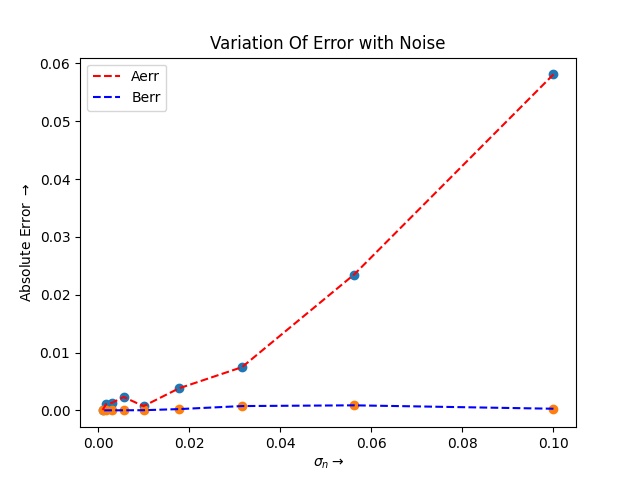 Variation Of Error with Noise
Aerr
Berr
Absolute Error →
0.06
0.05
0.04
0.03
0.02
0.01
0.00
0.00 0.02 0.04 0.06 0.08 0.10
σn→